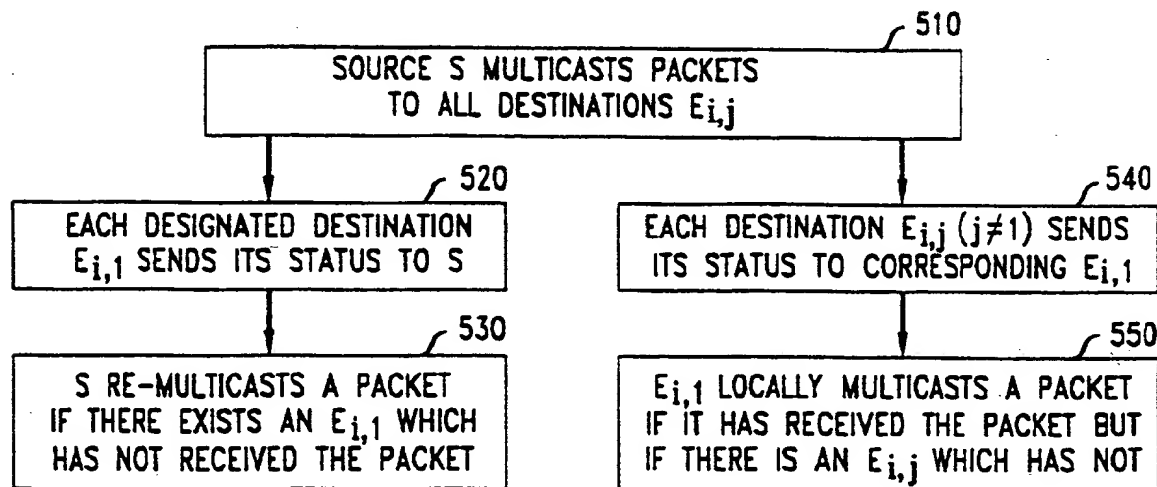 510
SOURCE S MULTICASTS PACKETS
TO ALL DESTINATIONS Ei,j
520
EACH DESIGNATED DESTINATION
Ei,1 SENDS ITS STATUS TO S
530
S RE-MULTICASTS A PACKET
IF THERE EXISTS AN Ei,1 WHICH
HAS NOT RECEIVED THE PACKET
540
EACH DESTINATION Ei,j (j≠1) SENDS
ITS STATUS TO CORRESPONDING Ei,1
550
Ei,1 LOCALLY MULTICASTS A PACKET
IF IT HAS RECEIVED THE PACKET BUT
IF THERE IS AN Ei,j WHICH HAS NOT